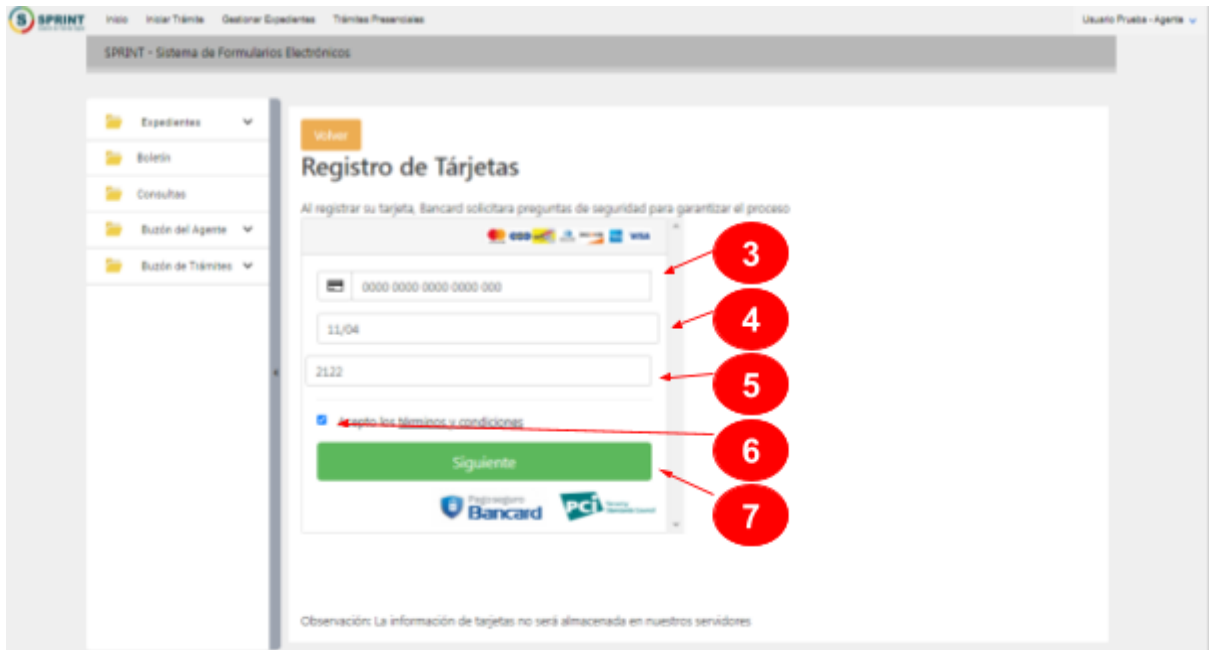 SPRINT Inicio Iniciar Trámite Gestionar Expedientes Trámites Presenciales Usuario Prueba - Agente
SPRINT - Sistema de Formularios Electrónicos
Expedientes
Boletín
Consultas
Buzón del Agente
Buzón de Trámites
Volver
Registro de Tárjetas
Al registrar su tarjeta, Bancard solicitara preguntas de seguridad para garantizar el proceso
VISA
0000 0000 0000 0000 000
11/04
2122
Acepto los términos y condiciones
Siguiente
Pagoseguro
Bancard
PCI
3
4
5
6
7
Observación: La información de tarjetas no será almacenada en nuestros servidores